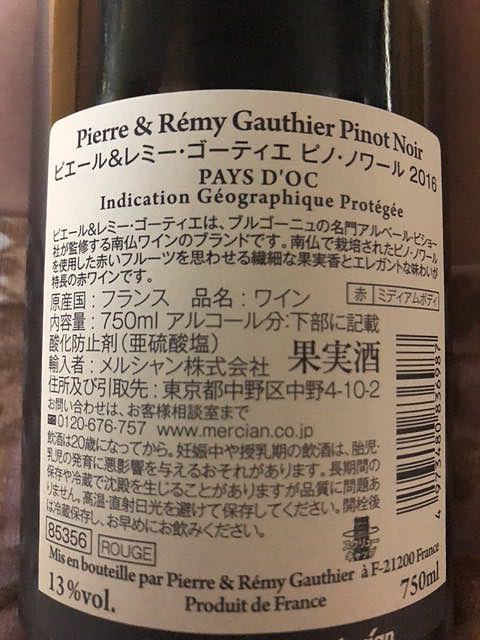 Pierre & Rémy Gauthier Pinot Noir
ピエール&レミー・ゴーティエ ピノ・ノワール 2016
PAYS D'OC
Indication Géographique Protégée
ピエール&レミー・ゴーティエは、ブルゴーニュの名門アルベール・ビショー
社が監修する南仏ワインのブランドです。南仏で栽培されたピノ・ノワール
を使用した赤いフルーツを思わせる繊細な果実香とエレガントな味わいが
特長の赤ワインです。
原産国:フランス 品名:ワイン 赤 ミディアムボディ
内容量:750ml アルコール分:下部に記載
酸化防止剤(亜硫酸塩)
輸入者:メルシャン株式会社 果実酒
住所及び引取先:東京都中野区中野4-10-2
お問い合わせは、お客様相談室まで
0120-676-757 www.mercian.co.jp
飲酒は20歳になってから。妊娠中や授乳期の飲酒は、胎児・
乳児の発育に悪影響を与えるおそれがあります。長期間の
保存や冷蔵で沈殿を生じることがありますが品質に問題あ
りません。高温・直射日光を避けて保存してください。開栓後
は冷蔵保存し、お早めにお飲みください。
4 973480 836987
85356 ROUGE
Mis en bouteille par Pierre & Rémy Gauthier à F-21200 France
13%vol. Produit de France 750ml